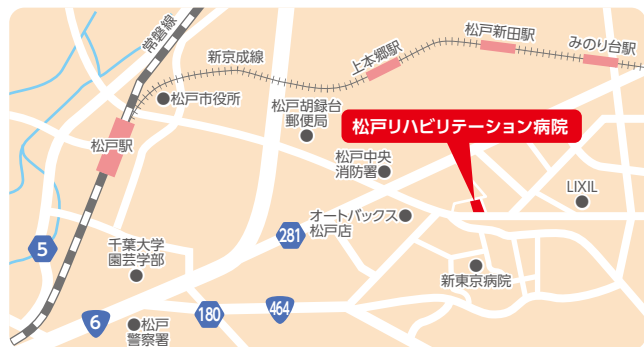 常磐線
新京成線
上本郷駅
松戸新田駅
みのり台駅
松戸市役所
松戸胡録台
郵便局
松戸リハビリテーション病院
松戸駅
松戸中央
消防署
LIXIL
オートバックス
松戸店
281
5
千葉大学
園芸学部
新東京病院
6
180
464
松戸
警察署